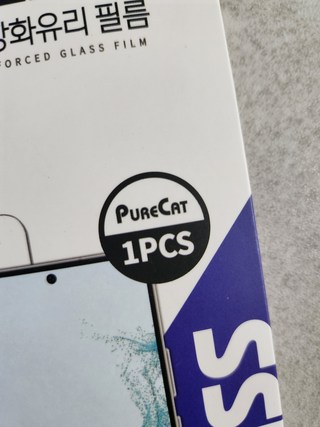 강화유리 필름
FORCED GLASS FILM
PURECAT
1PCS
SS